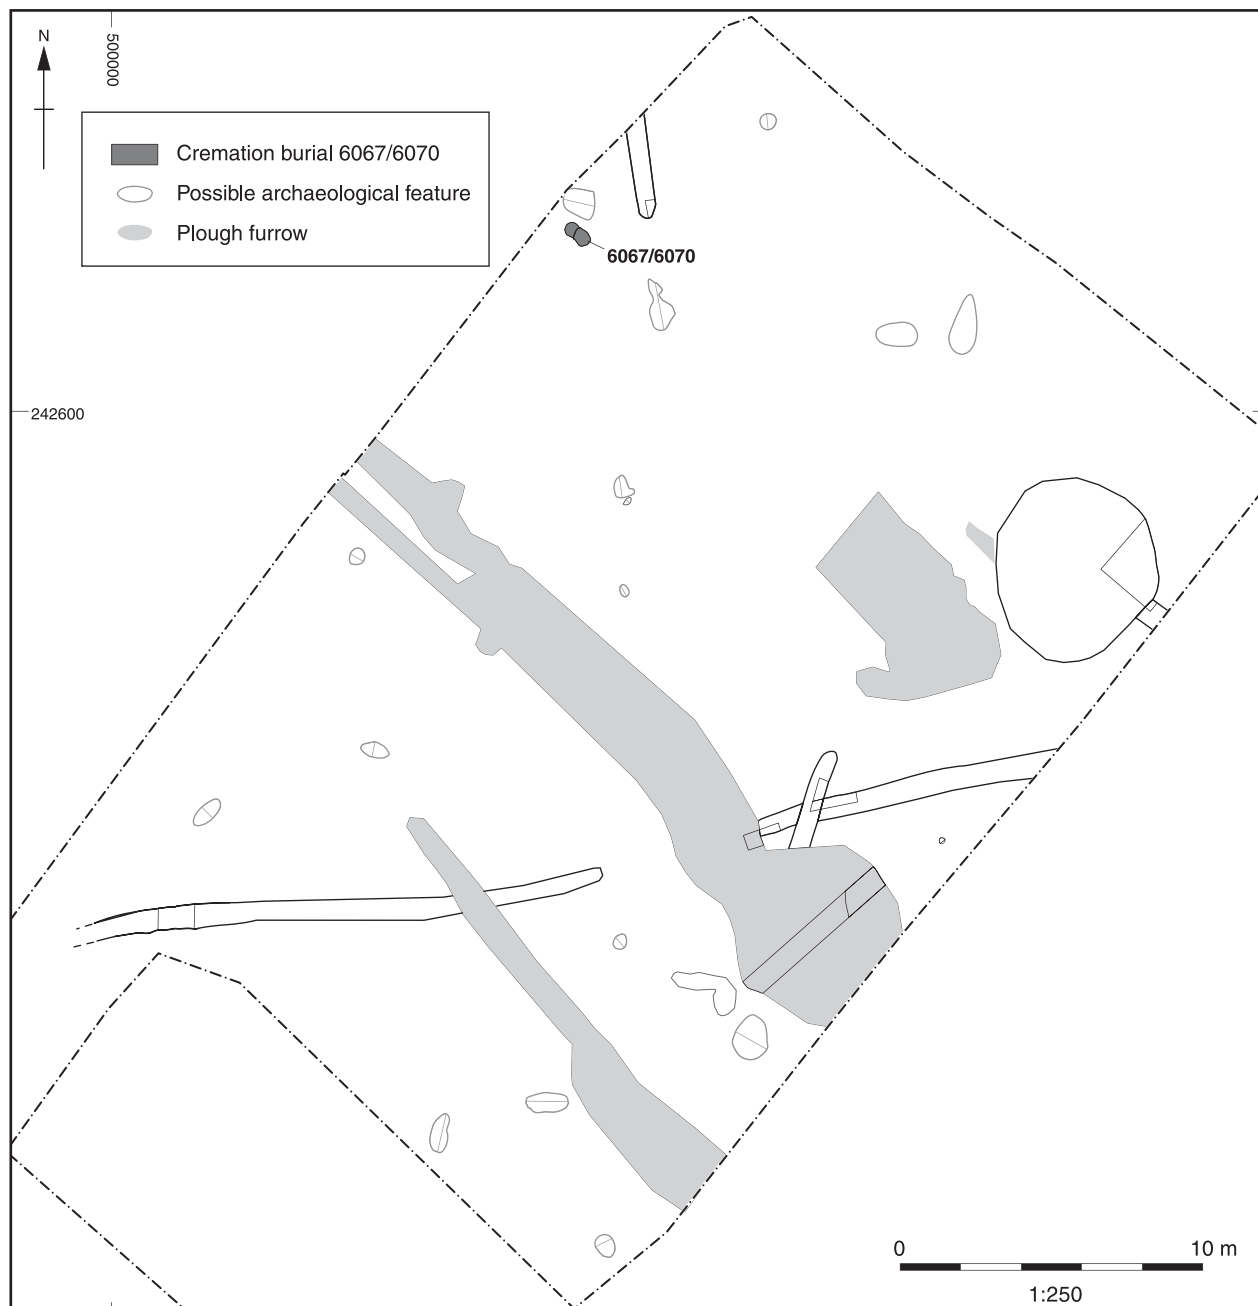 N
500000
Cremation burial 6067/6070
Possible archaeological feature
Plough furrow
6067/6070
242600
0 10 m
1:250